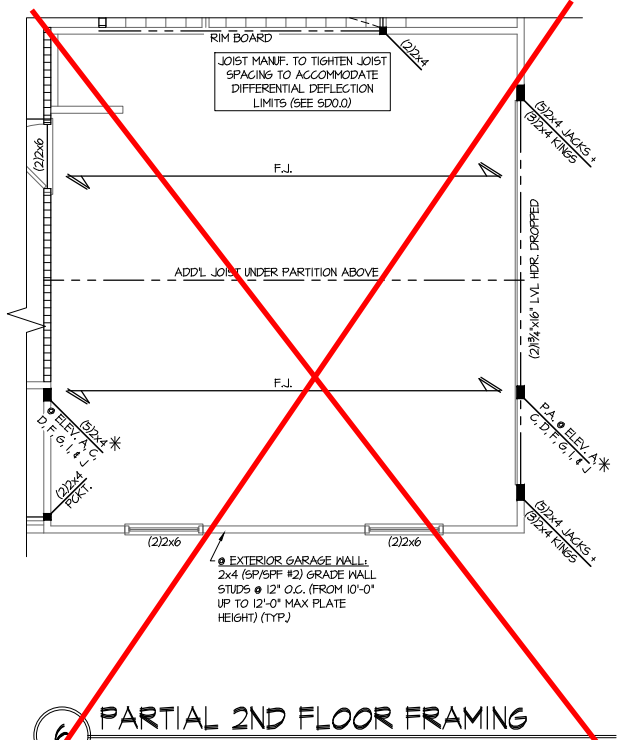 RIM BOARD
(2)2x4
JOIST MANUF. TO TIGHTEN JOIST
SPACING TO ACCOMMODATE
DIFFERENTIAL DEFLECTION
LIMITS (SEE SD0.0)
(5)2x4 JACKS +
(3)2x4 KINGS
(2)2x6
F.J.
(2)1¾"x16" LVL HDR. DROPPED
ADD'L JOIST UNDER PARTITION ABOVE
F.J.
(5)2x4 *
@ ELEV. A, C,
D, F, G, I, & J
P.A. @ ELEV. A *
C, D, F, G, I, & J
(2)2x4
PCKT.
(5)2x4 JACKS +
(3)2x4 KINGS
(2)2x6
(2)2x6
@ EXTERIOR GARAGE WALL:
2x4 (SP/SPF #2) GRADE WALL
STUDS @ 12" O.C. (FROM 10'-0"
UP TO 12'-0" MAX PLATE
HEIGHT) (TYP.)
6
PARTIAL 2ND FLOOR FRAMING